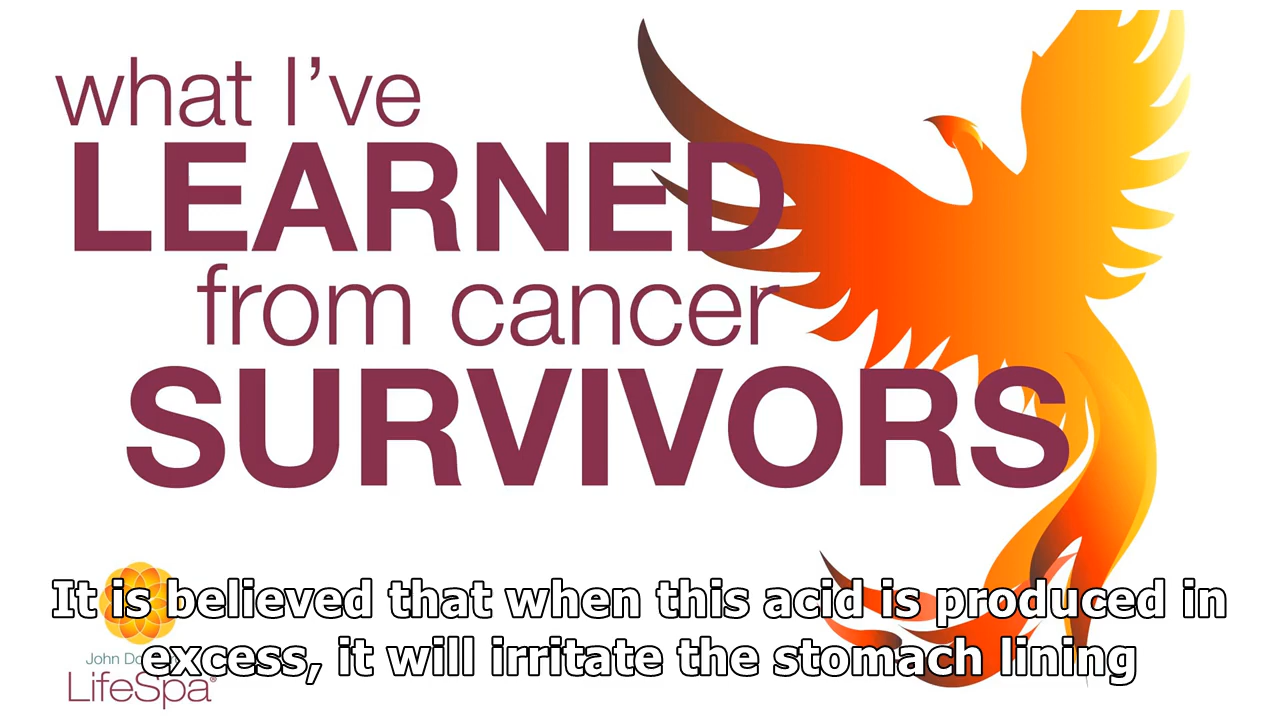 what I’ve
LEARNED
from cancer
SURVIVORS
It is believed that when this acid is produced in
excess, it will irritate the stomach lining
John
LifeSpa®